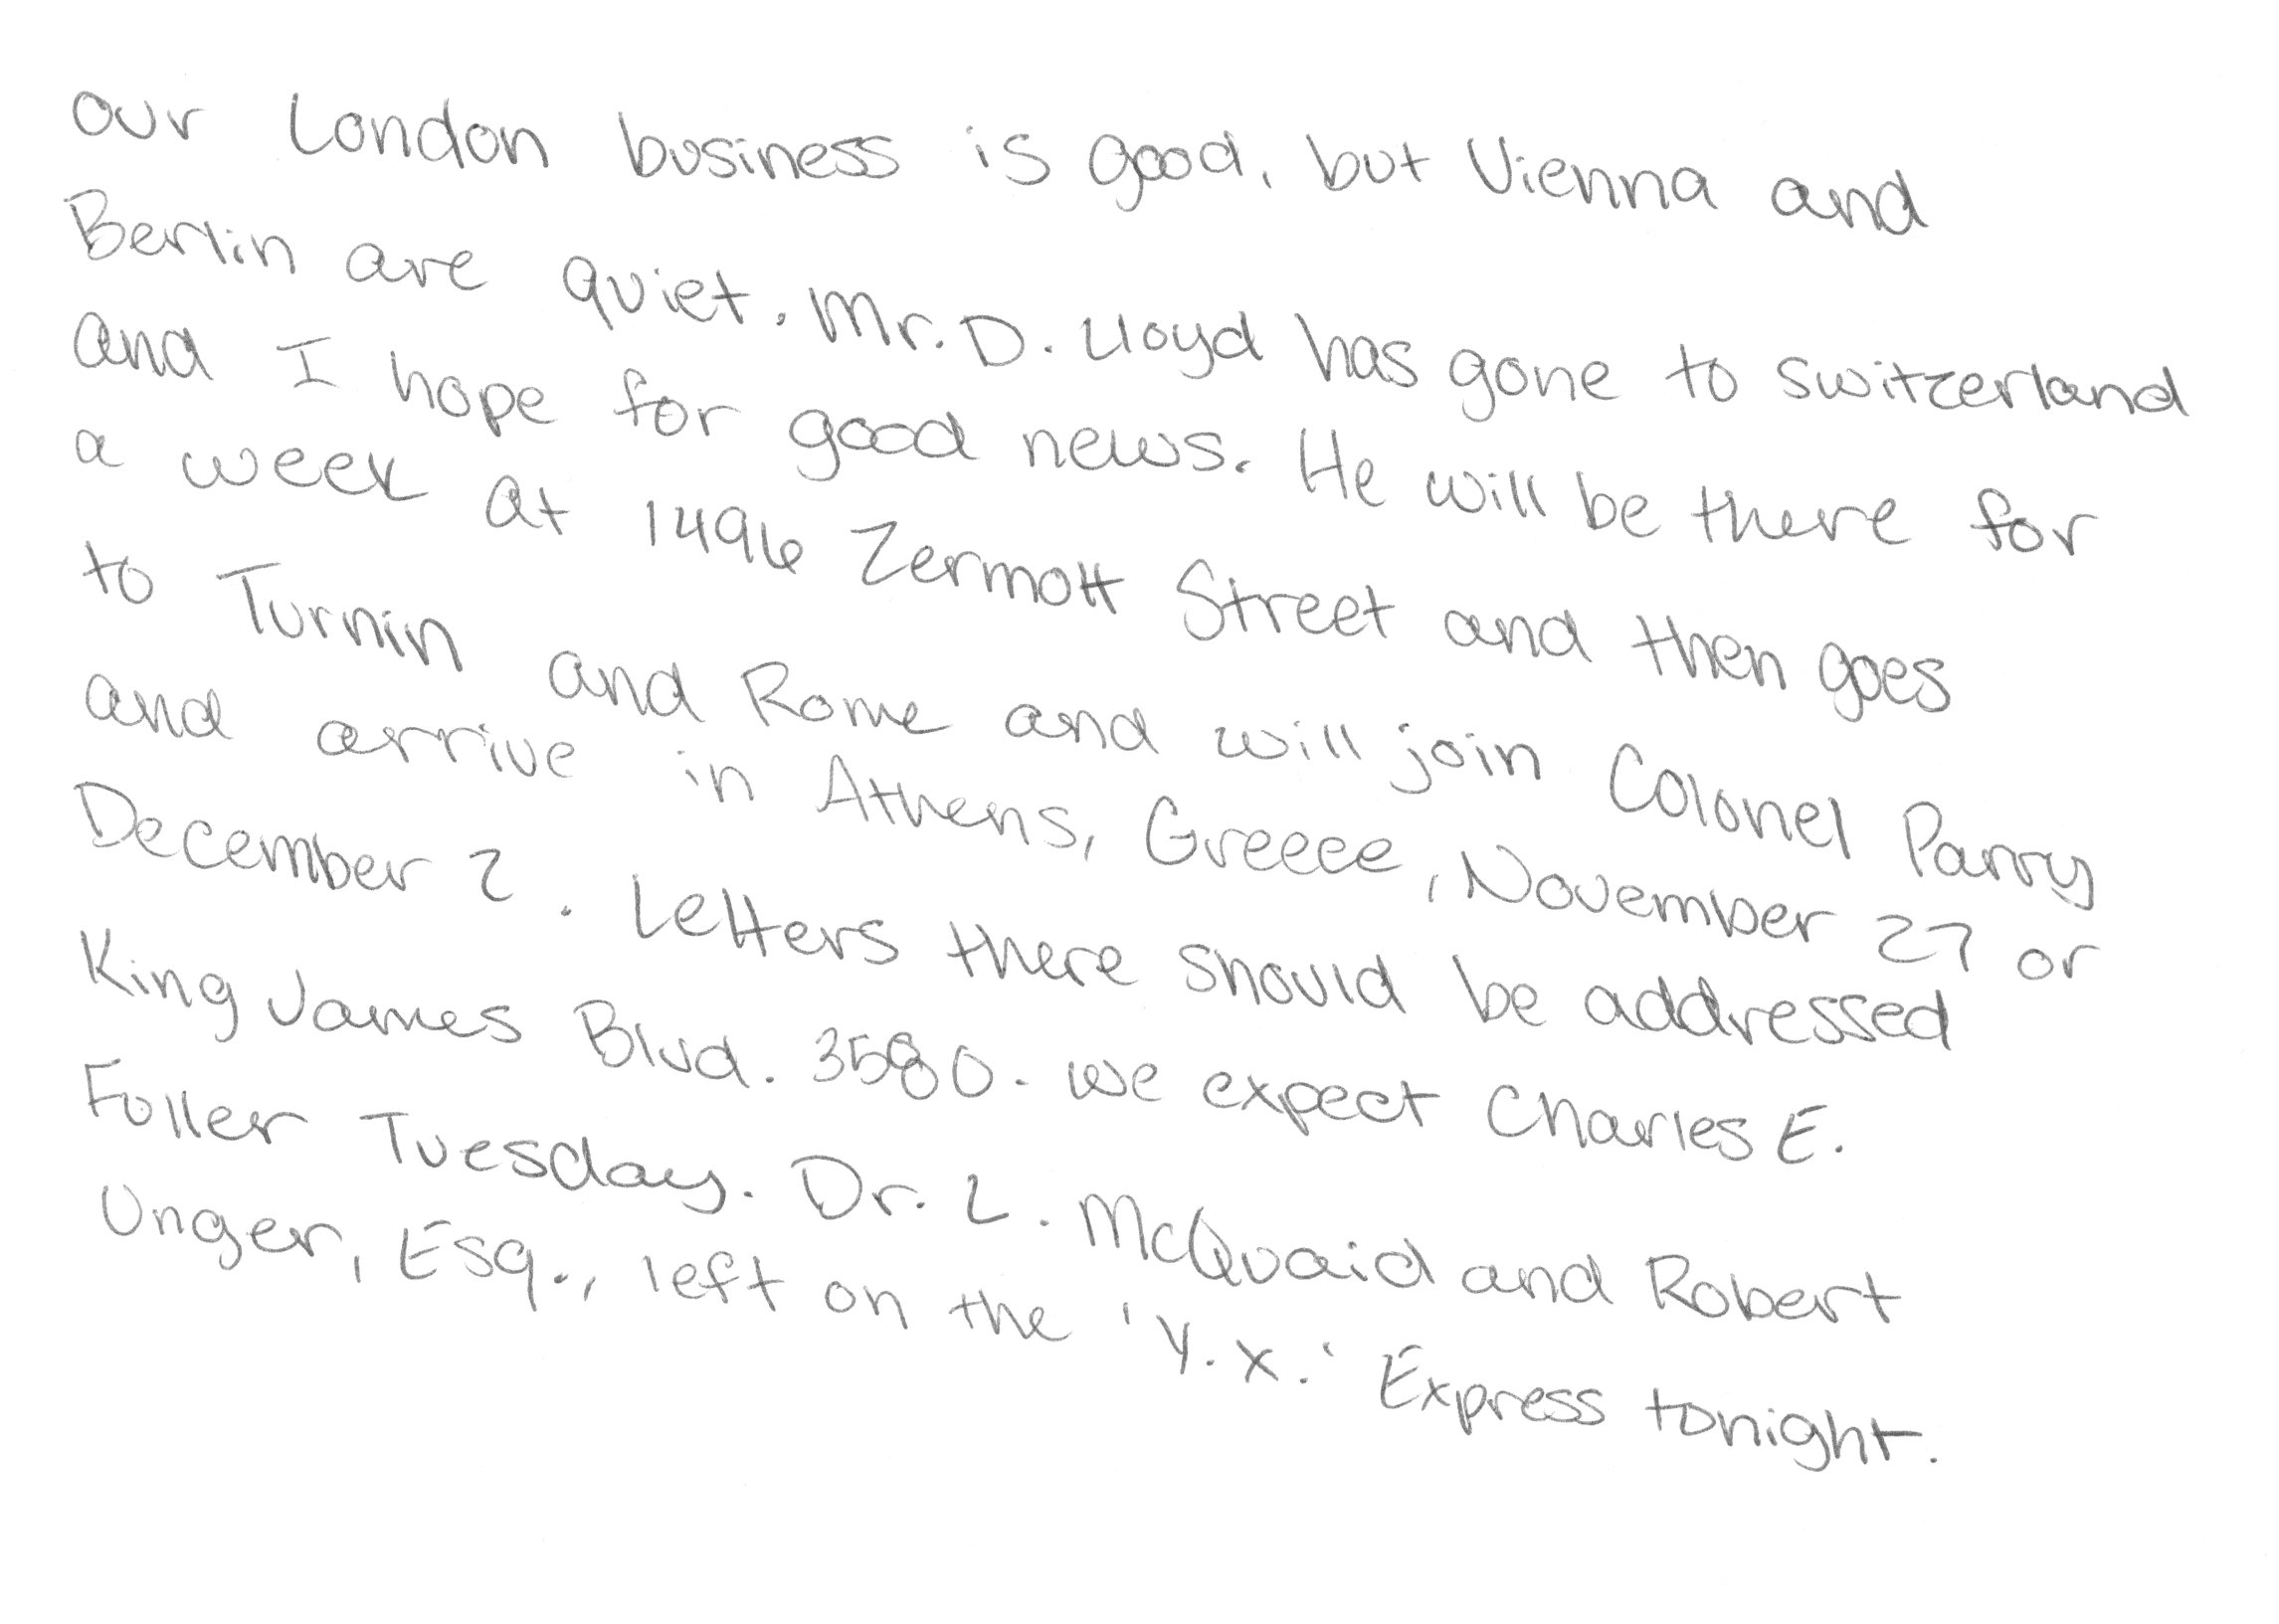 our London business is good, but Vienna and
Berlin are quiet. Mr. D. Lloyd has gone to switzerland
and I hope for good news. He will be there for
a week at 1496 Zermott Street and then goes
to Turnin and Rome and will join Colonel Parry
and arrive in Athens, Greece, November 27 or
December 2. Letters there should be addressed
King James Blvd. 3580. We expect Charles E.
Fuller Tuesday. Dr. L. McQuaid and Robert
Unger, Esq., left on the 'Y.X.' Express tonight.